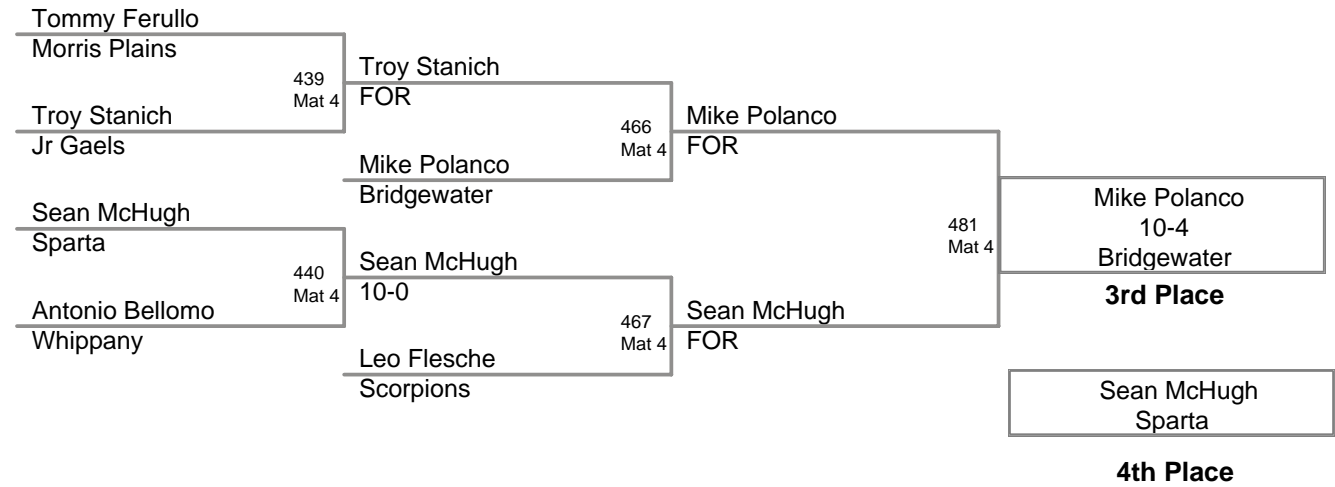 Tommy Ferullo
Morris Plains
439
Mat 4
Troy Stanich
Jr Gaels
Troy Stanich
FOR
466
Mat 4
Mike Polanco
Bridgewater
Mike Polanco
FOR
Sean McHugh
Sparta
440
Mat 4
Antonio Bellomo
Whippany
Sean McHugh
10-0
467
Mat 4
Leo Flesche
Scorpions
Sean McHugh
FOR
481
Mat 4
Mike Polanco
10-4
Bridgewater
3rd Place
Sean McHugh
Sparta
4th Place